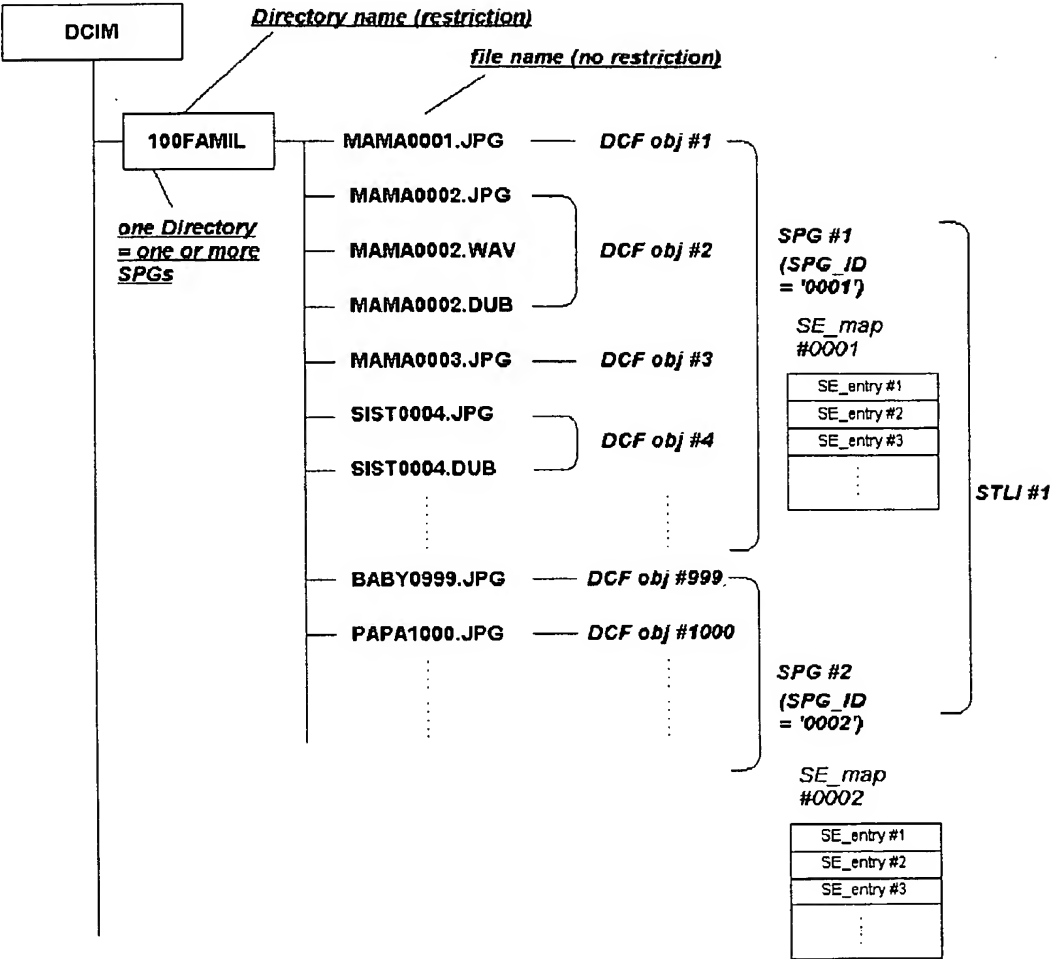 DCIM
Directory name (restriction)
file name (no restriction)
100FAMIL
one Directory
= one or more
SPGs
MAMA0001.JPG
DCF obj #1
MAMA0002.JPG
MAMA0002.WAV
DCF obj #2
MAMA0002.DUB
MAMA0003.JPG
DCF obj #3
SIST0004.JPG
DCF obj #4
SIST0004.DUB
BABY0999.JPG
DCF obj #999
PAPA1000.JPG
DCF obj #1000
SPG #1
(SPG_ID
= '0001')
SE_map
#0001
SE_entry #1
SE_entry #2
SE_entry #3
STLI #1
SPG #2
(SPG_ID
= '0002')
SE_map
#0002
SE_entry #1
SE_entry #2
SE_entry #3